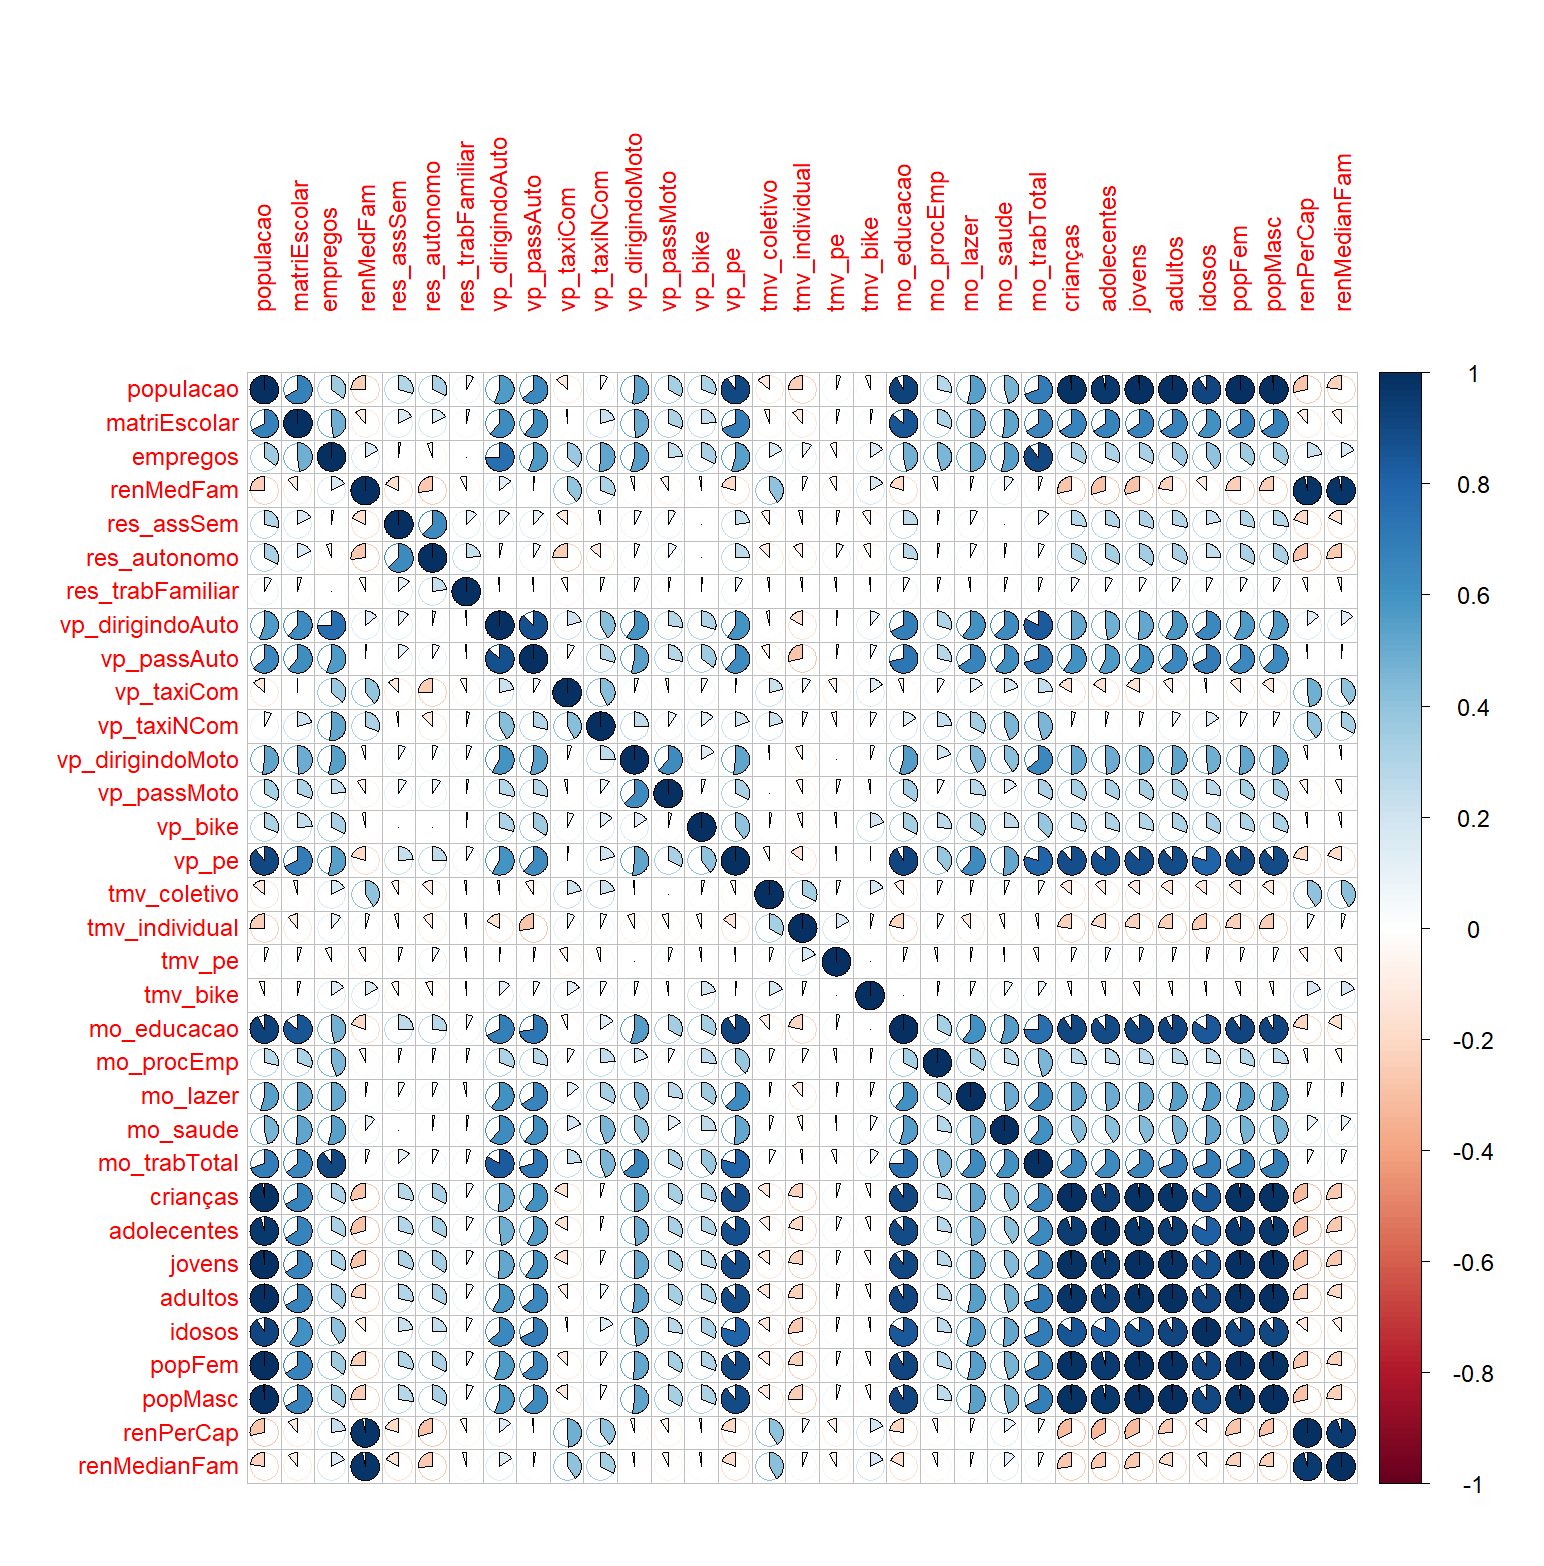 populacao
matriEscolar
empregos
renMedFam
res_assSem
res_autonomo
res_trabFamiliar
vp_dirigindoAuto
vp_passAuto
vp_taxiCom
vp_taxiNCom
vp_dirigindoMoto
vp_passMoto
vp_bike
vp_pe
tmv_coletivo
tmv_individual
tmv_pe
tmv_bike
mo_educacao
mo_procEmp
mo_lazer
mo_saude
mo_trabTotal
crianças
adolecentes
jovens
adultos
idosos
popFem
popMasc
renPerCap
renMedianFam
populacao
matriEscolar
empregos
renMedFam
res_assSem
res_autonomo
res_trabFamiliar
vp_dirigindoAuto
vp_passAuto
vp_taxiCom
vp_taxiNCom
vp_dirigindoMoto
vp_passMoto
vp_bike
vp_pe
tmv_coletivo
tmv_individual
tmv_pe
tmv_bike
mo_educacao
mo_procEmp
mo_lazer
mo_saude
mo_trabTotal
crianças
adolecentes
jovens
adultos
idosos
popFem
popMasc
renPerCap
renMedianFam
1
0.8
0.6
0.4
0.2
0
-0.2
-0.4
-0.6
-0.8
-1